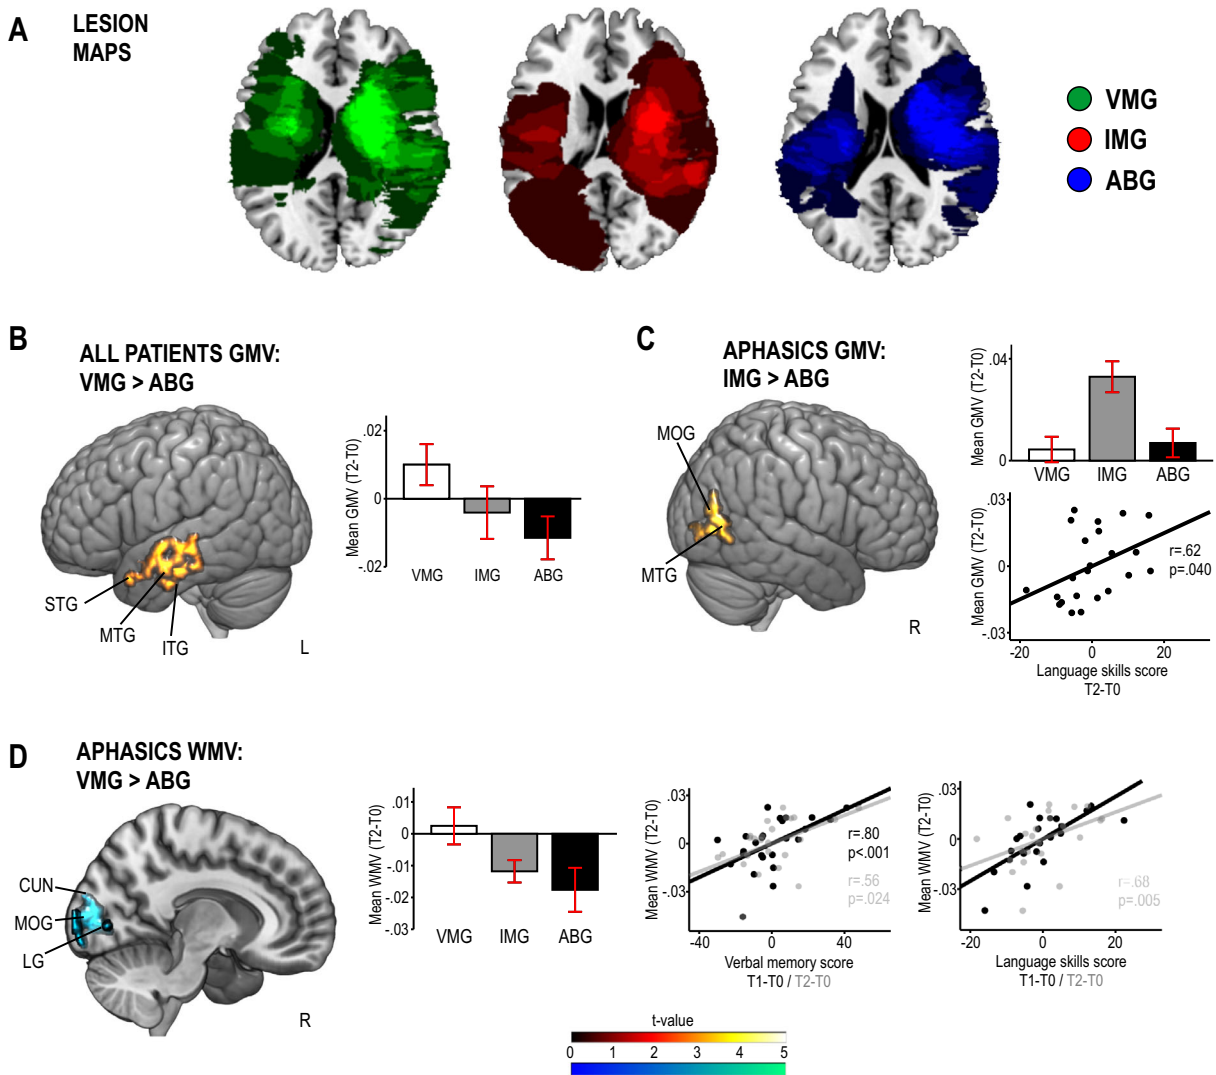 A
LESION
MAPS
VMG
IMG
ABG
B
ALL PATIENTS GMV:
VMG > ABG
STG
MTG
ITG
L
Mean GMV (T2-T0)
.02
0
-.02
VMG
IMG
ABG
C
APHASICS GMV:
IMG > ABG
MOG
MTG
R
Mean GMV (T2-T0)
.04
0
VMG
IMG
ABG
Mean GMV (T2-T0)
.03
0
-.03
r=.62
p=.040
-20
0
20
Language skills score
T2-T0
D
APHASICS WMV:
VMG > ABG
CUN
MOG
LG
R
Mean WMV (T2-T0)
.01
0
-.01
-.02
-.03
VMG
IMG
ABG
Mean WMV (T2-T0)
.03
0
-.03
r=.80
p<.001
r=.56
p=.024
-40
0
40
Verbal memory score
T1-T0 / T2-T0
Mean WMV (T2-T0)
.03
0
-.03
r=.68
p=.005
-20
0
20
Language skills score
T1-T0 / T2-T0
t-value
0 1 2 3 4 5